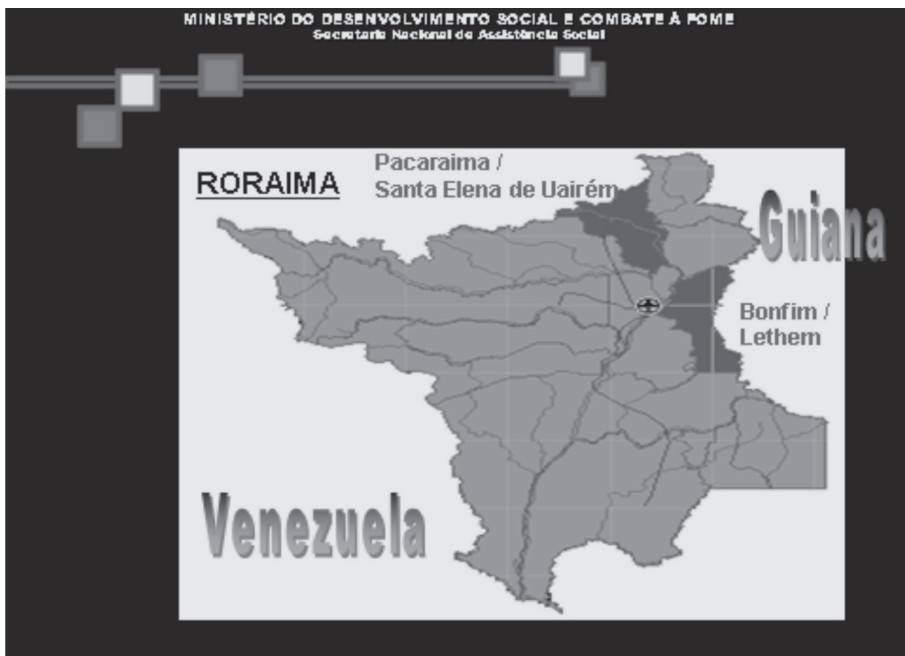 MINISTÉRIO DO DESENVOLVIMENTO SOCIAL E COMBATE À FOME
Secretaria Nacional de Assistência Social
RORAIMA
Pacaraima /
Santa Elena de Uairém
Guiana
Bonfim /
Lethem
Venezuela